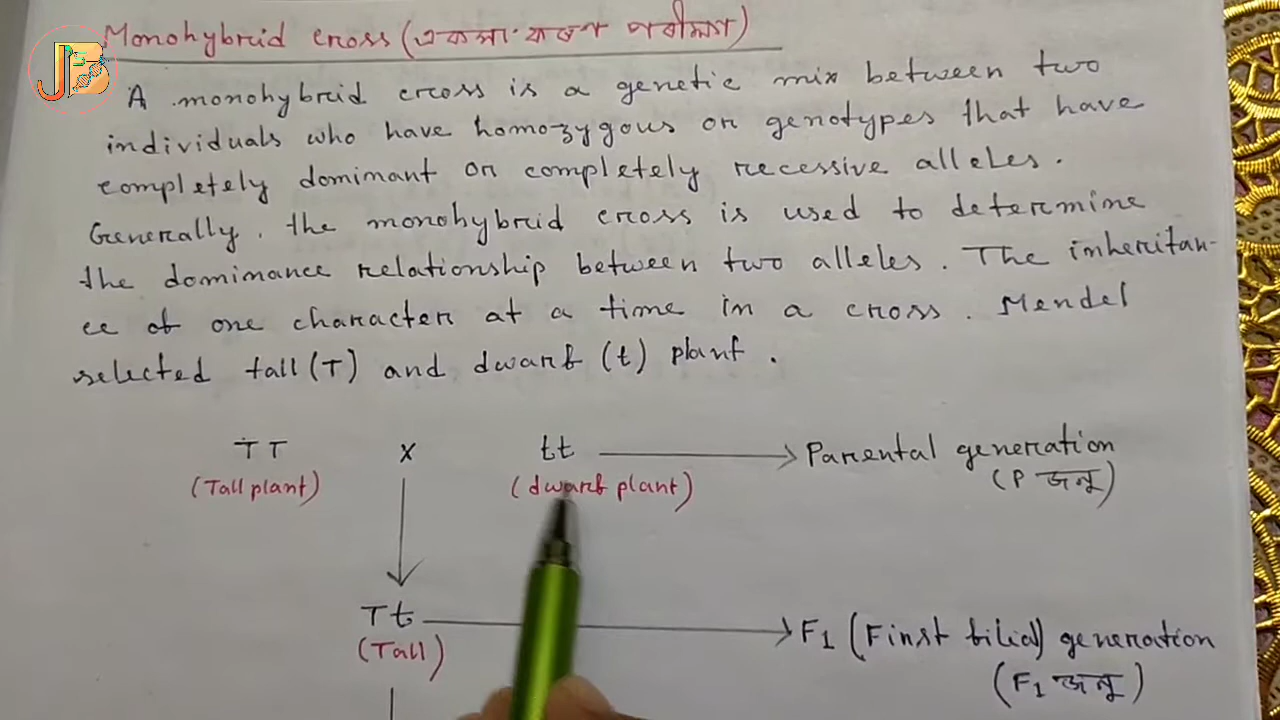 Monohybrid cross (একসংকৰণ পৰীক্ষা)
A monohybrid cross is a genetic mix between two
individuals who have homozygous or genotypes that have
completely dominant or completely recessive alleles.
Generally, the monohybrid cross is used to determine
the dominance relationship between two alleles. The inheritan-
ce of one character at a time in a cross. Mendel
selected tall (T) and dwarf (t) plant.
TT x tt → Parental generation
(Tall plant) (dwarf plant) (P জনু)
Tt → F1 (First filial) generation
(Tall) (F1 জনু)